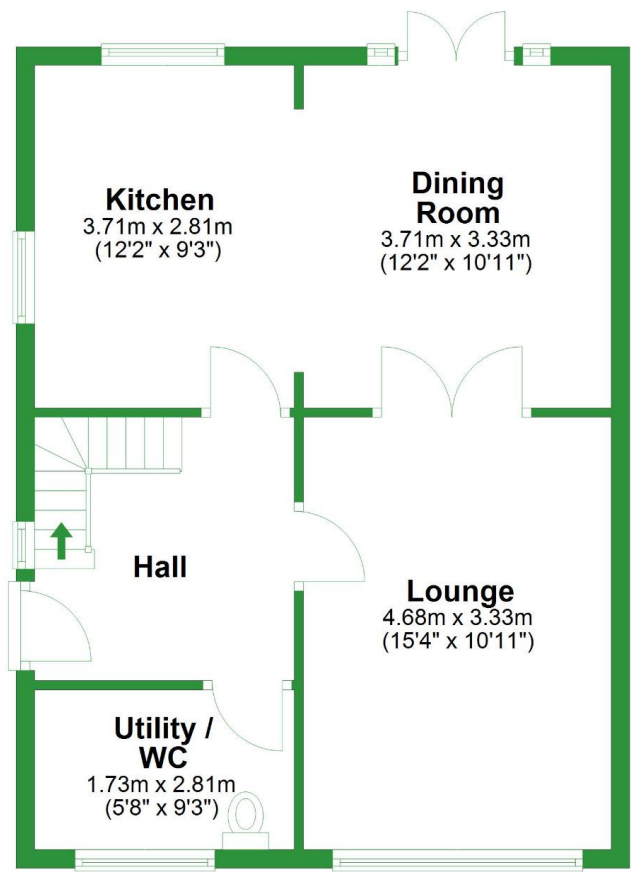 Kitchen
3.71m x 2.81m
(12'2" x 9'3")
Dining
Room
3.71m x 3.33m
(12'2" x 10'11")
Hall
Lounge
4.68m x 3.33m
(15'4" x 10'11")
Utility /
WC
1.73m x 2.81m
(5'8" x 9'3")